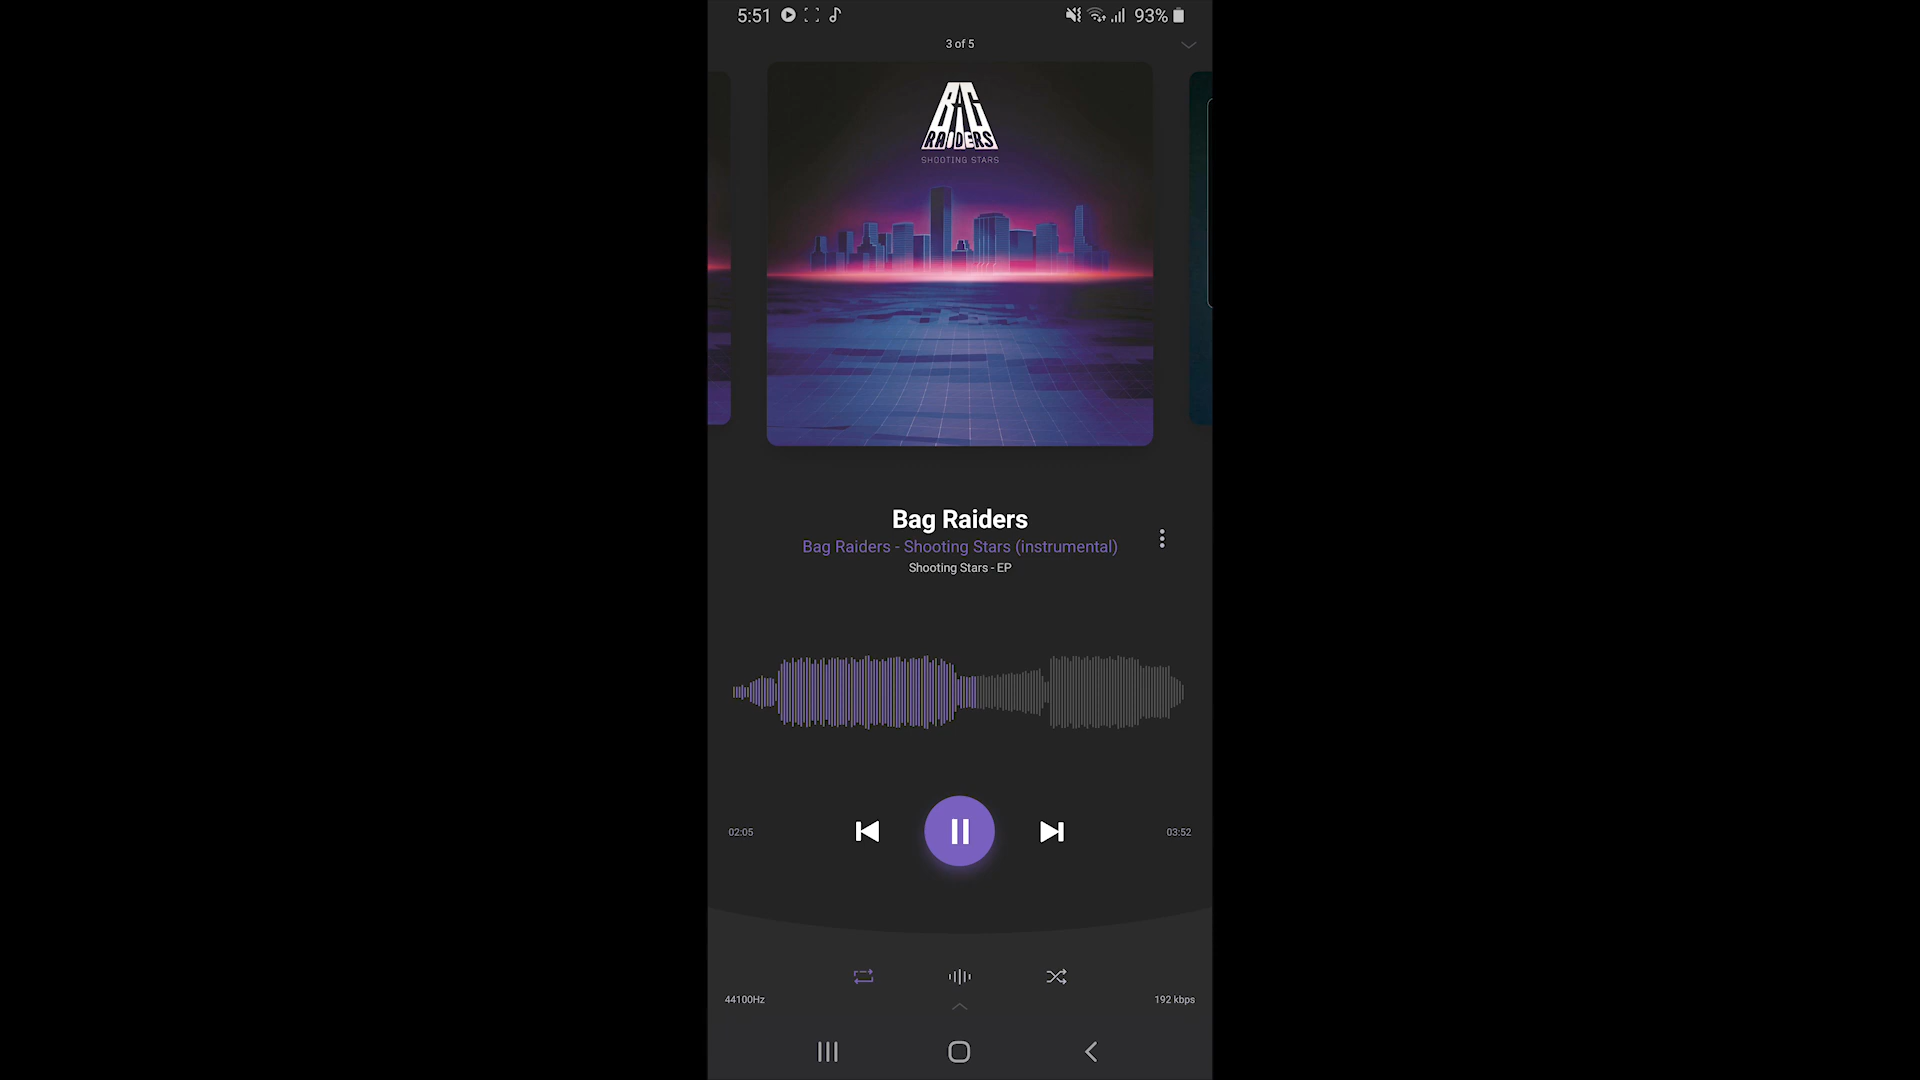 5:51
93%
3 of 5
BAG
RAIDERS
SHOOTING STARS
Bag Raiders
Bag Raiders - Shooting Stars (instrumental)
Shooting Stars - EP
02:05
03:52
44100Hz
192 kbps